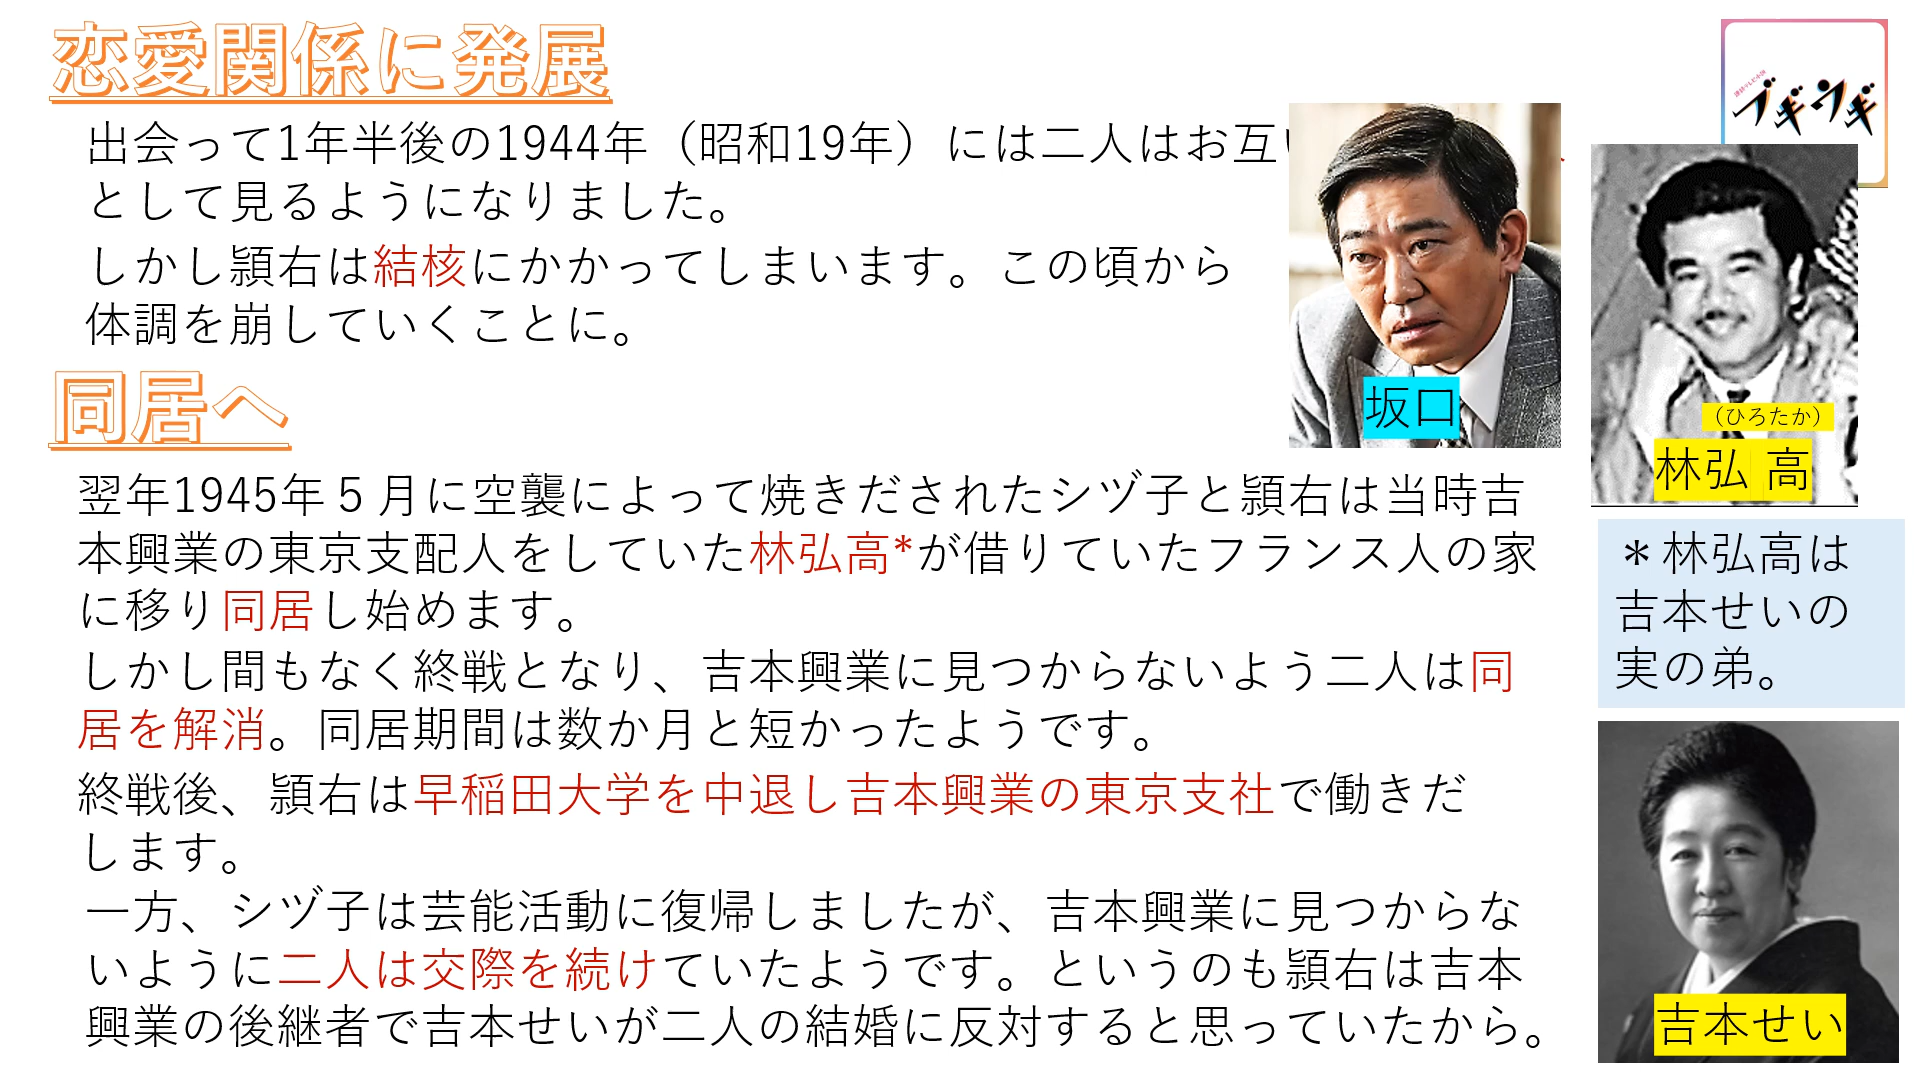 恋愛関係に発展
出会って1年半後の1944年（昭和19年）には二人はお互い
として見るようになりました。
しかし頴右は結核にかかってしまいます。この頃から
体調を崩していくことに。
ブギウギ
坂口
（ひろたか）
林弘 高
同居へ
翌年1945年５月に空襲によって焼きだされたシヅ子と頴右は当時吉
本興業の東京支配人をしていた林弘高*が借りていたフランス人の家
に移り同居し始めます。
しかし間もなく終戦となり、吉本興業に見つからないよう二人は同
居を解消。同居期間は数か月と短かったようです。
終戦後、頴右は早稲田大学を中退し吉本興業の東京支社で働きだ
します。
一方、シヅ子は芸能活動に復帰しましたが、吉本興業に見つからな
いように二人は交際を続けていたようです。というのも頴右は吉本
興業の後継者で吉本せいが二人の結婚に反対すると思っていたから。
＊林弘高は
吉本せいの
実の弟。
吉本せい